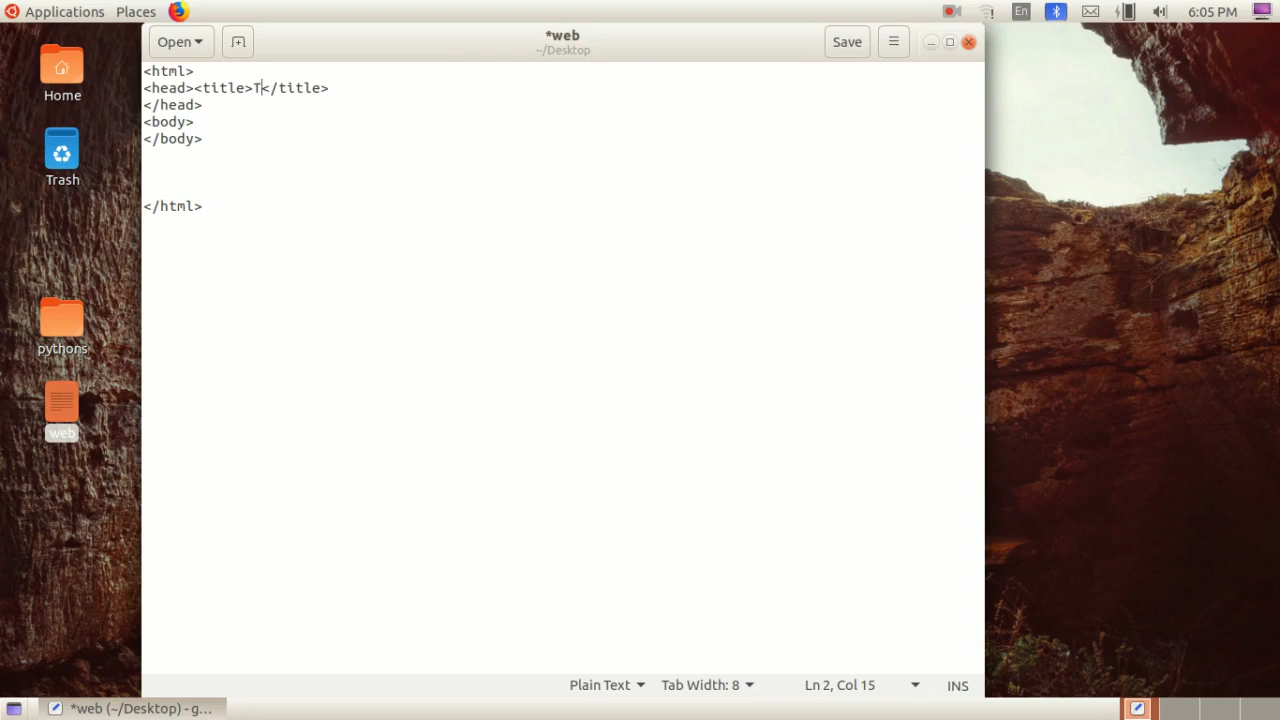 Applications Places En 6:05 PM
Open *web Save
~/Desktop
Home
Trash
pythons
web
<html>
<head><title>T</title>
</head>
<body>
</body>
</html>
Plain Text Tab Width: 8 Ln 2, Col 15 INS
*web (~/Desktop) - g...